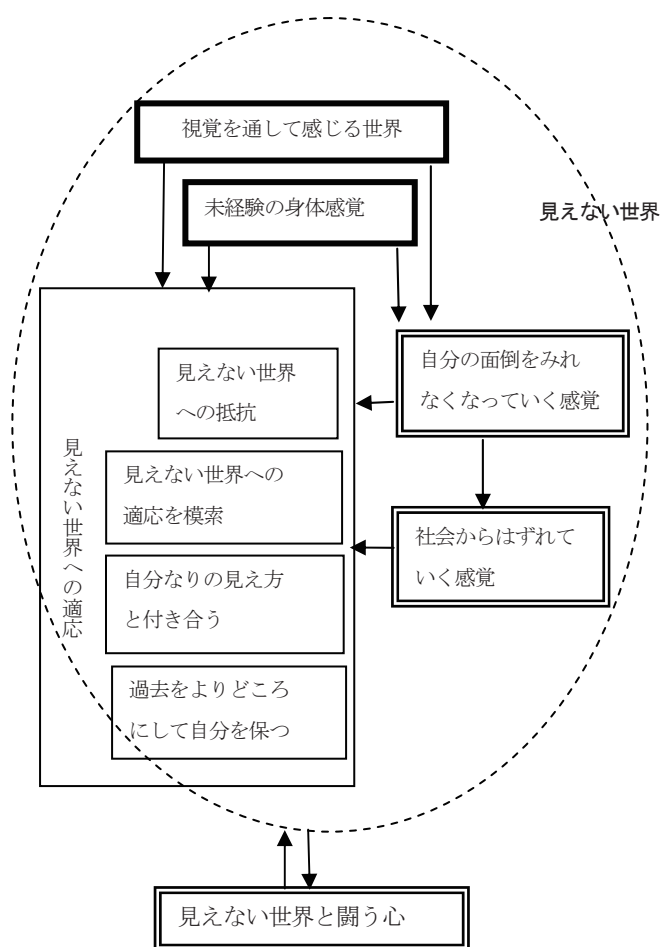 視覚を通して感じる世界
未経験の身体感覚
見えない世界
自分の面倒をみれ
なくなっていく感覚
見えない世界
への抵抗
見えない世界への適応
見えない世界への
適応を模索
社会からはずれて
いく感覚
自分なりの見え方
と付き合う
過去をよりどころ
にして自分を保つ
見えない世界と闘う心